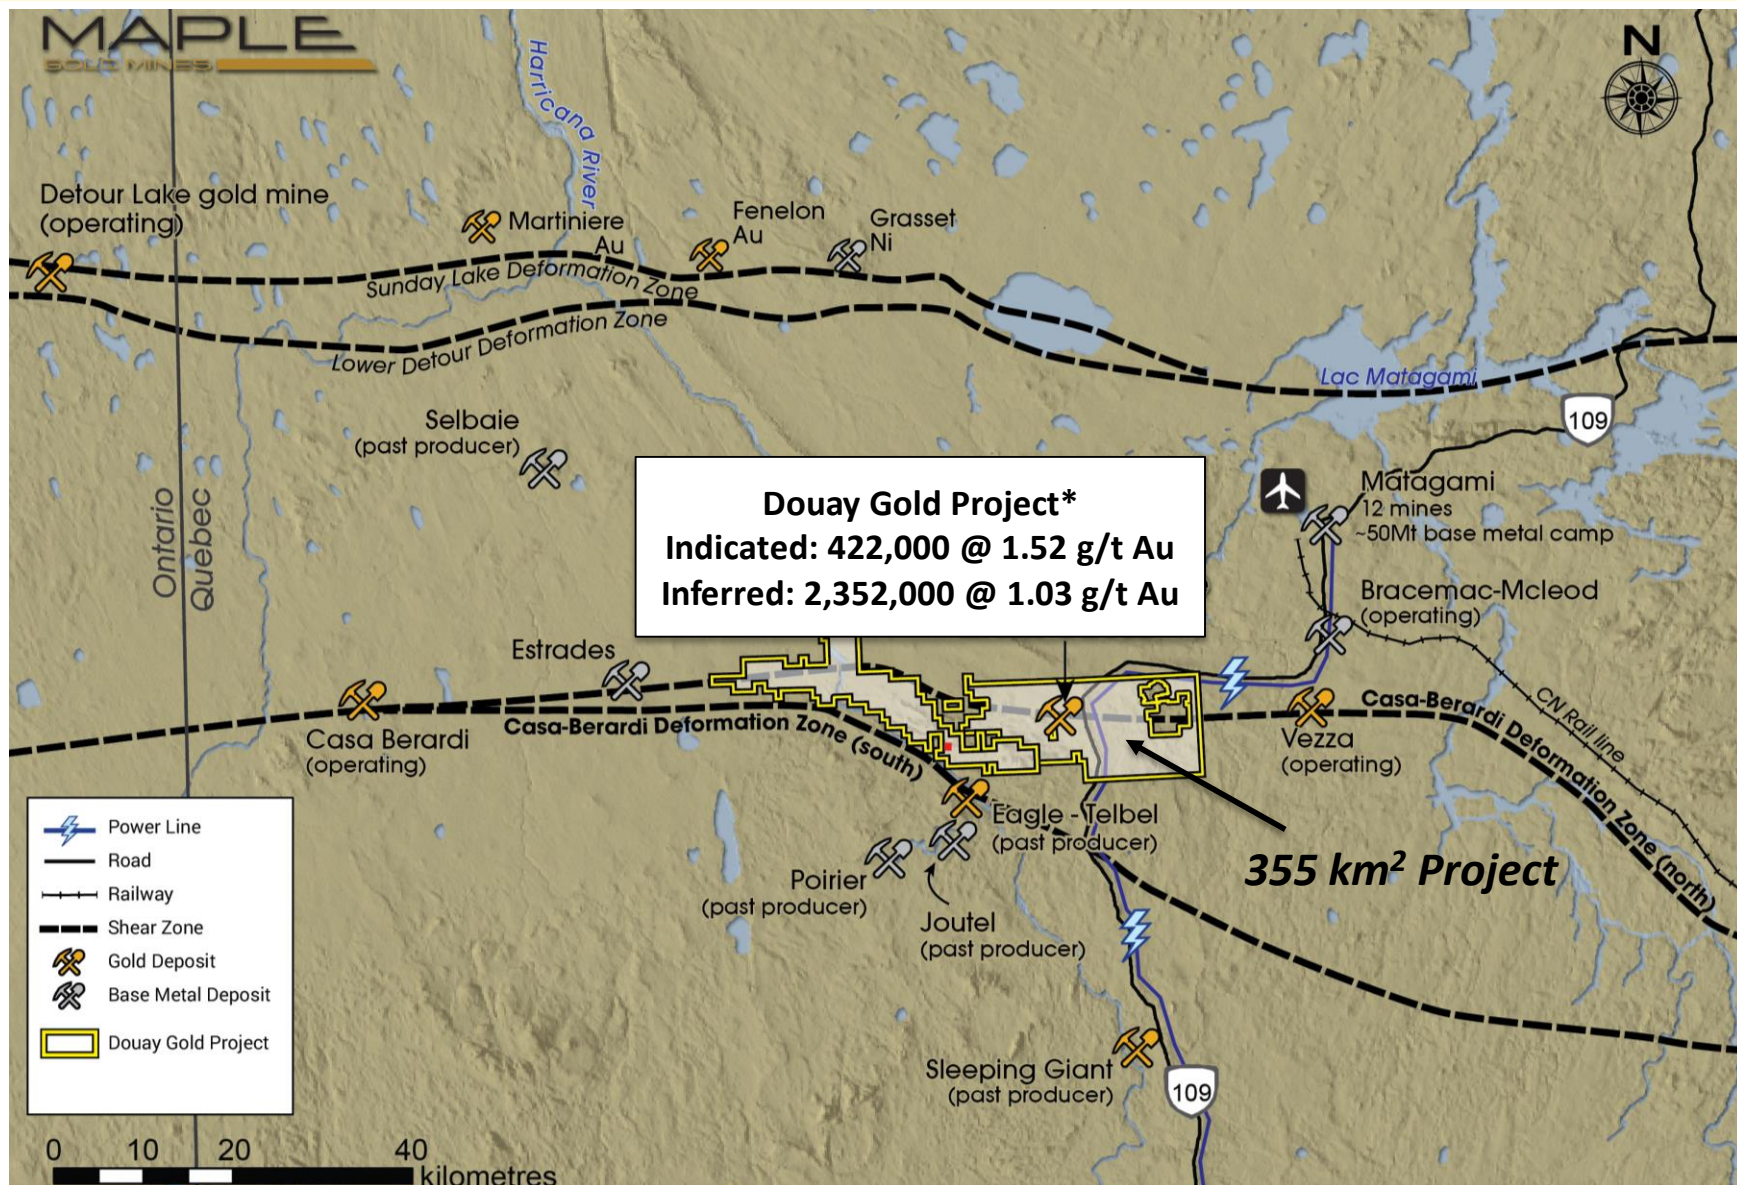 MAPLE
GOLD MINES
N
Harricana River
Detour Lake gold mine
(operating)
Martiniere
Au
Fenelon
Au
Grasset
Ni
Sunday Lake Deformation Zone
Lower Detour Deformation Zone
Lac Matagami
109
Selbaie
(past producer)
Ontario
Quebec
Douay Gold Project*
Indicated: 422,000 @ 1.52 g/t Au
Inferred: 2,352,000 @ 1.03 g/t Au
Matagami
12 mines
~50Mt base metal camp
Bracemac-Mcleod
(operating)
Estrades
Casa Berardi
(operating)
Casa-Berardi Deformation Zone (south)
Casa-Berardi Deformation Zone (north)
CN Rail line
Vezza
(operating)
Eagle - Telbel
(past producer)
355 km² Project
Poirier
(past producer)
Joutel
(past producer)
Sleeping Giant
(past producer)
109
Power Line
Road
Railway
Shear Zone
Gold Deposit
Base Metal Deposit
Douay Gold Project
0 10 20 40
kilometres